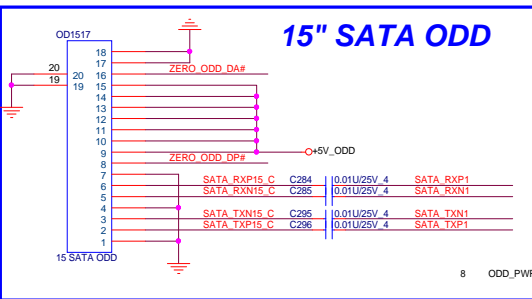 15" SATA ODD
OD1517
18
17
16 ZERO_ODD_DA#
20 20
19 19
15
14
13
12
11
10
9 +5V_ODD
8 ZERO_ODD_DP#
7
6 SATA_RXP15_C C284 0.01U/25V_4 SATA_RXP1
5 SATA_RXN15_C C285 0.01U/25V_4 SATA_RXN1
4
3 SATA_TXN15_C C295 0.01U/25V_4 SATA_TXN1
2 SATA_TXP15_C C296 0.01U/25V_4 SATA_TXP1
1
15 SATA ODD
8 ODD_PWR